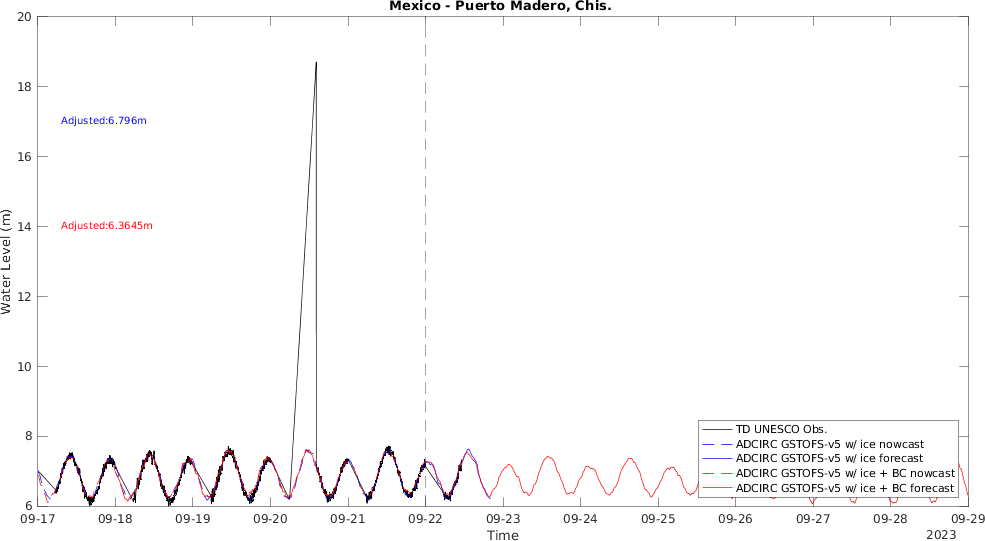 Mexico - Puerto Madero, Chis.
20
18
16
14
12
10
8
6
Water Level (m)
Adjusted:6.796m
Adjusted:6.3645m
TD UNESCO Obs.
ADCIRC GSTOFS-v5 w/ ice nowcast
ADCIRC GSTOFS-v5 w/ ice forecast
ADCIRC GSTOFS-v5 w/ ice + BC nowcast
ADCIRC GSTOFS-v5 w/ ice + BC forecast
09-17 09-18 09-19 09-20 09-21 09-22 09-23 09-24 09-25 09-26 09-27 09-28 09-29
Time
2023